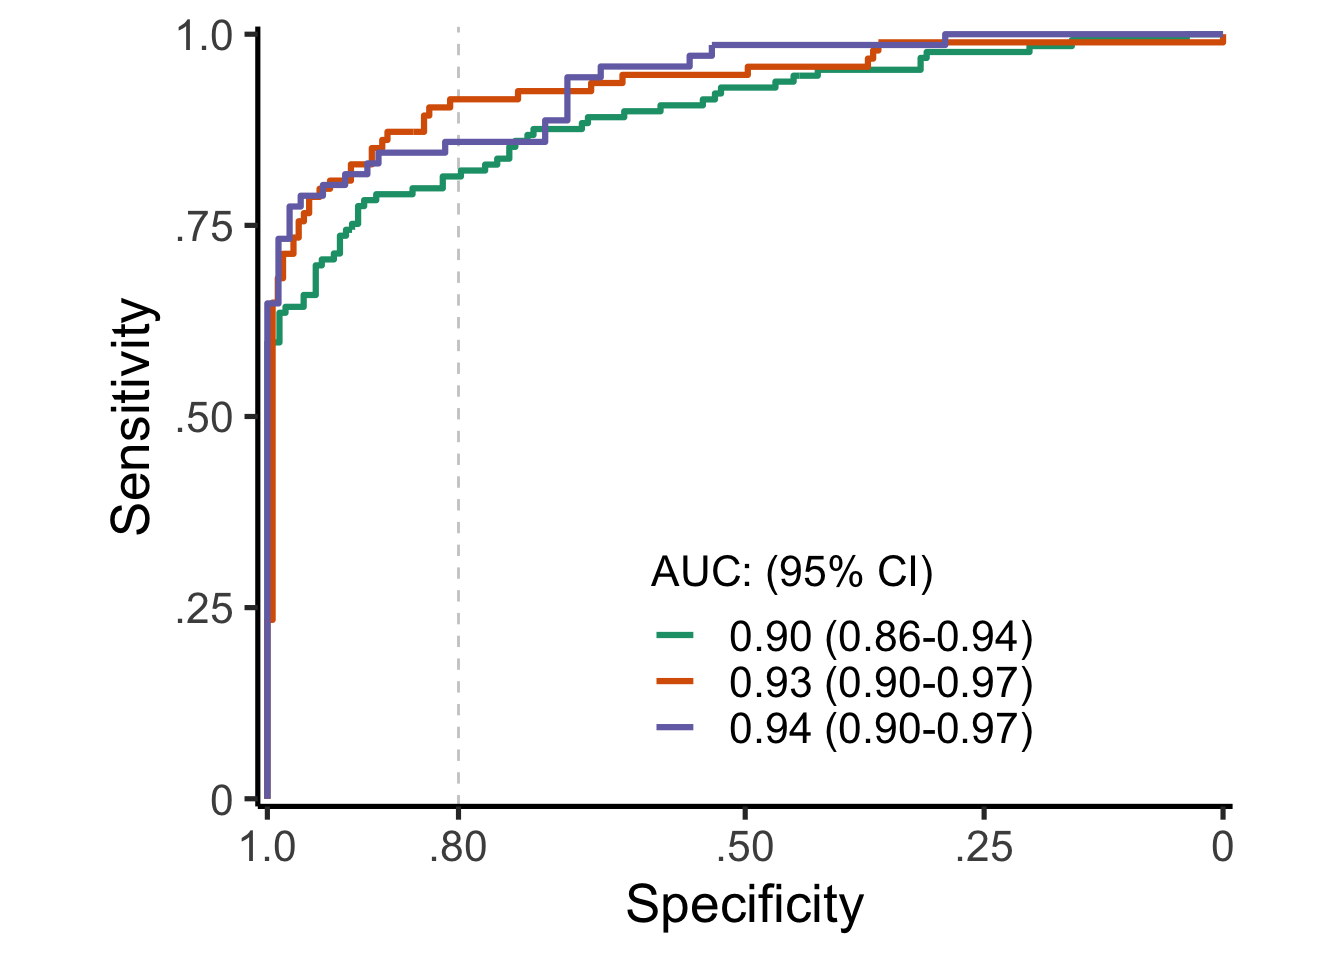 1.0
.75
.50
.25
0
Sensitivity
AUC: (95% CI)
0.90 (0.86-0.94)
0.93 (0.90-0.97)
0.94 (0.90-0.97)
1.0 .80 .50 .25 0
Specificity